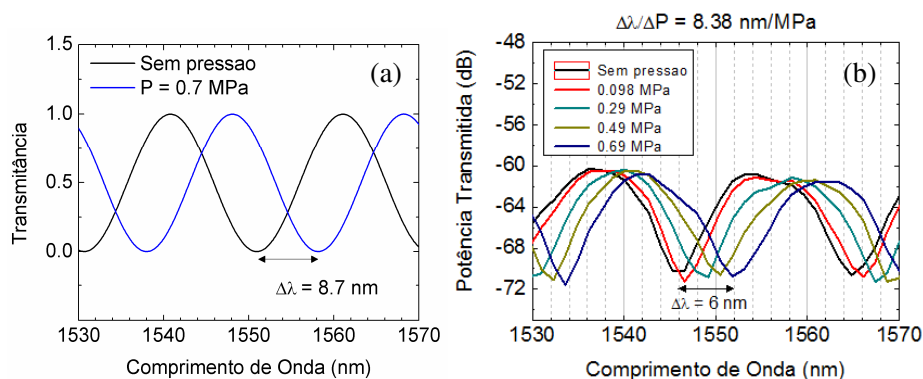 1.5
1.0
0.5
0.0
Transmitância
Sem pressao
P = 0.7 MPa
(a)
Δλ = 8.7 nm
1530 1540 1550 1560 1570
Comprimento de Onda (nm)
Δλ/ΔP = 8.38 nm/MPa
-48
-52
-56
-60
-64
-68
-72
Potência Transmitida (dB)
Sem pressao
0.098 MPa
0.29 MPa
0.49 MPa
0.69 MPa
(b)
Δλ = 6 nm
1530 1540 1550 1560 1570
Comprimento de Onda (nm)